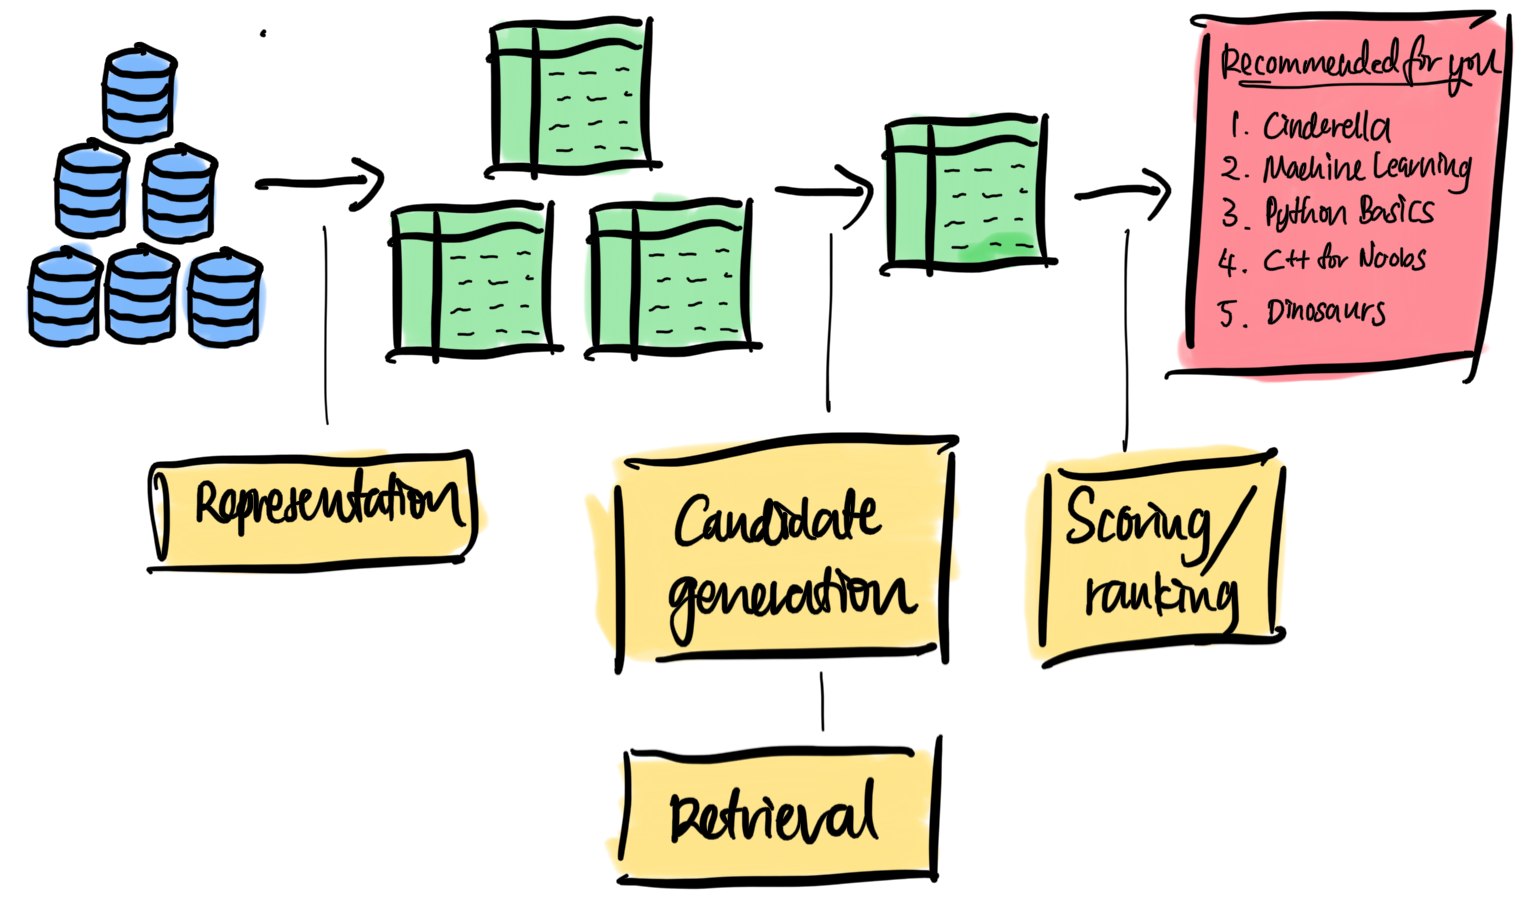 Recommended for you
1. Cinderella
2. Machine Learning
3. Python Basics
4. C++ for Noobs
5. Dinosaurs
Representation
Candidate
generation
Scoring/
ranking
Retrieval